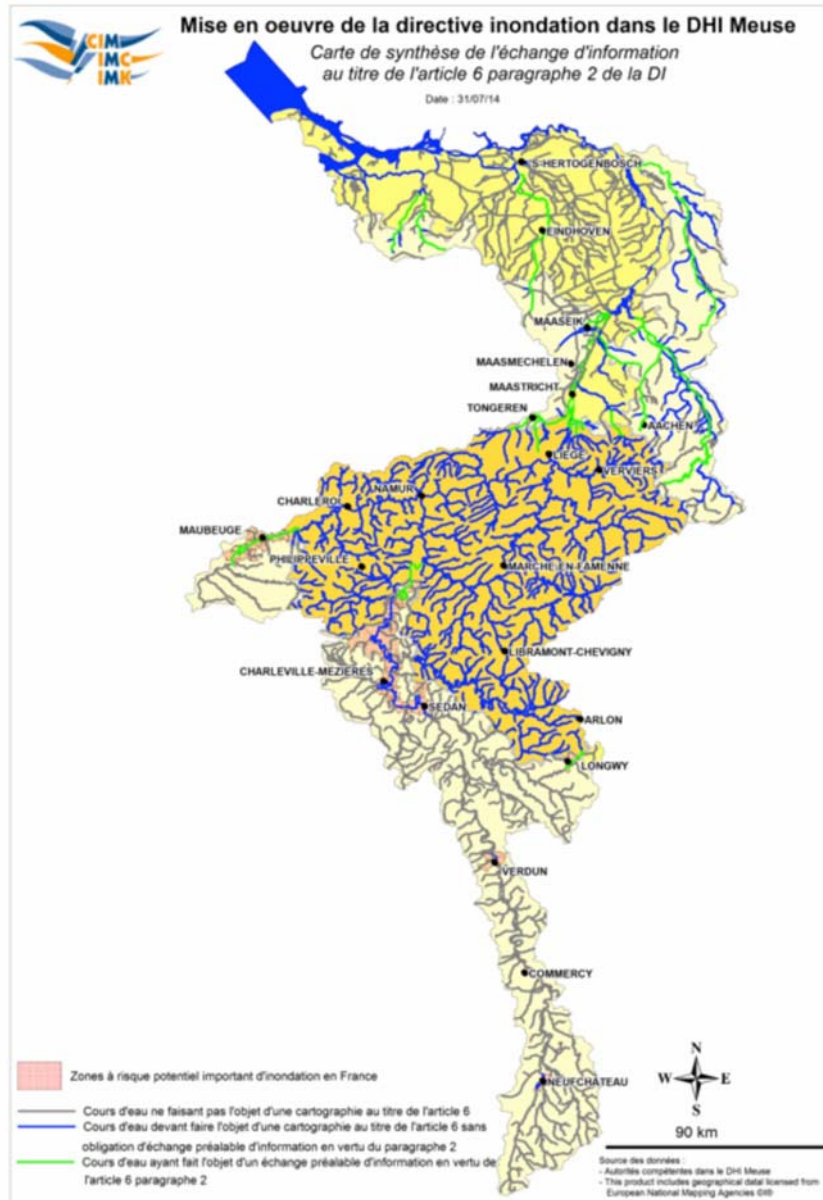 CIM
IMC
IMK
Mise en oeuvre de la directive inondation dans le DHI Meuse
Carte de synthèse de l'échange d'information
au titre de l'article 6 paragraphe 2 de la DI
Date : 31/07/14
'S-HERTOGENBOSCH
EINDHOVEN
MAASEIK
MAASMECHELEN
MAASTRICHT
TONGEREN
AACHEN
LIEGE
VERVIERS
NAMUR
CHARLEROI
MAUBEUGE
PHILIPPEVILLE
MARCHE-EN-FAMENNE
LIBRAMONT-CHEVIGNY
CHARLEVILLE-MEZIERES
SEDAN
ARLON
LONGWY
VERDUN
COMMERCY
NEUFCHÂTEAU
Zones à risque potentiel important d'inondation en France
Cours d'eau ne faisant pas l'objet d'une cartographie au titre de l'article 6
Cours d'eau devant faire l'objet d'une cartographie au titre de l'article 6 sans
obligation d'échange préalable d'information en vertu du paragraphe 2
Cours d'eau ayant fait l'objet d'un échange préalable d'information en vertu de
l'article 6 paragraphe 2
N
W E
S
90 km
Source des données :
- Autorités compétentes dans le DHI Meuse
- This product includes geographical datal licensed from
European National Mapping Agencies